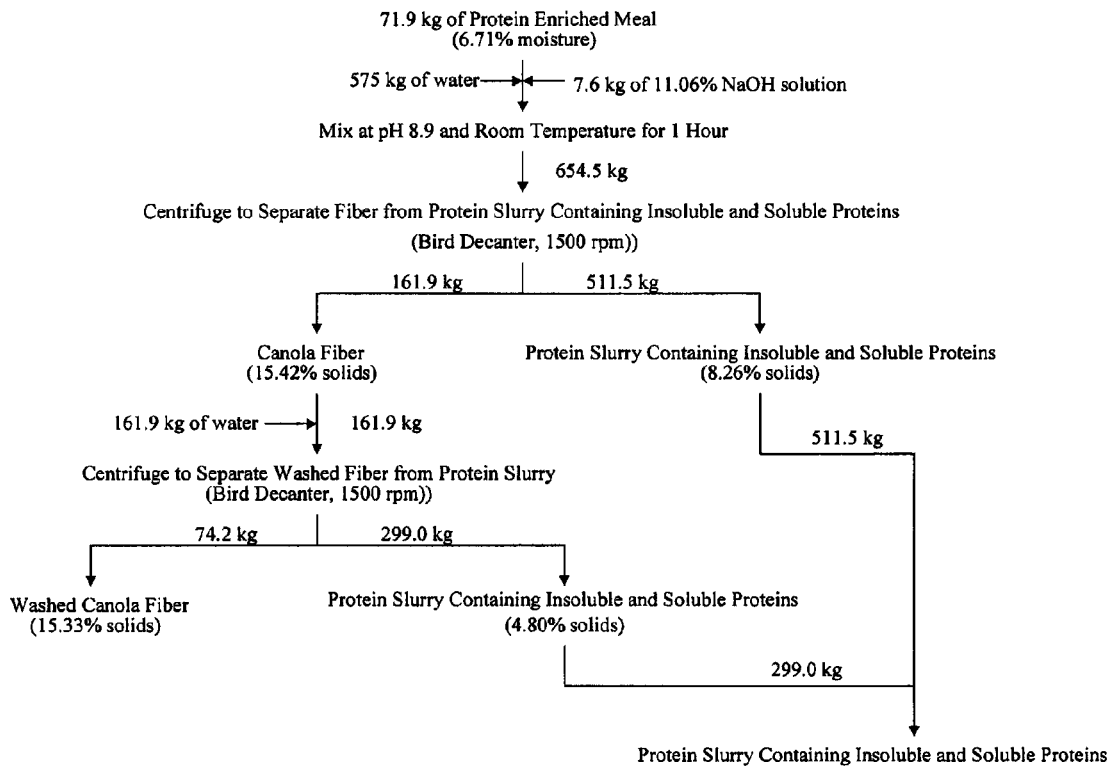 71.9 kg of Protein Enriched Meal
(6.71% moisture)
575 kg of water
7.6 kg of 11.06% NaOH solution
Mix at pH 8.9 and Room Temperature for 1 Hour
654.5 kg
Centrifuge to Separate Fiber from Protein Slurry Containing Insoluble and Soluble Proteins
(Bird Decanter, 1500 rpm))
161.9 kg
511.5 kg
Canola Fiber
(15.42% solids)
Protein Slurry Containing Insoluble and Soluble Proteins
(8.26% solids)
161.9 kg of water
161.9 kg
511.5 kg
Centrifuge to Separate Washed Fiber from Protein Slurry
(Bird Decanter, 1500 rpm))
74.2 kg
299.0 kg
Washed Canola Fiber
(15.33% solids)
Protein Slurry Containing Insoluble and Soluble Proteins
(4.80% solids)
299.0 kg
Protein Slurry Containing Insoluble and Soluble Proteins